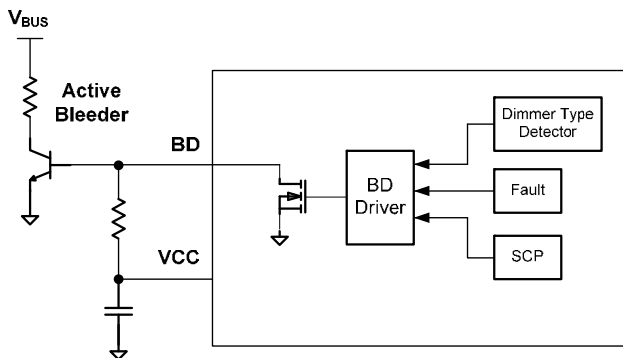 VBUS
Active
Bleeder
BD
VCC
BD
Driver
Dimmer Type
Detector
Fault
SCP